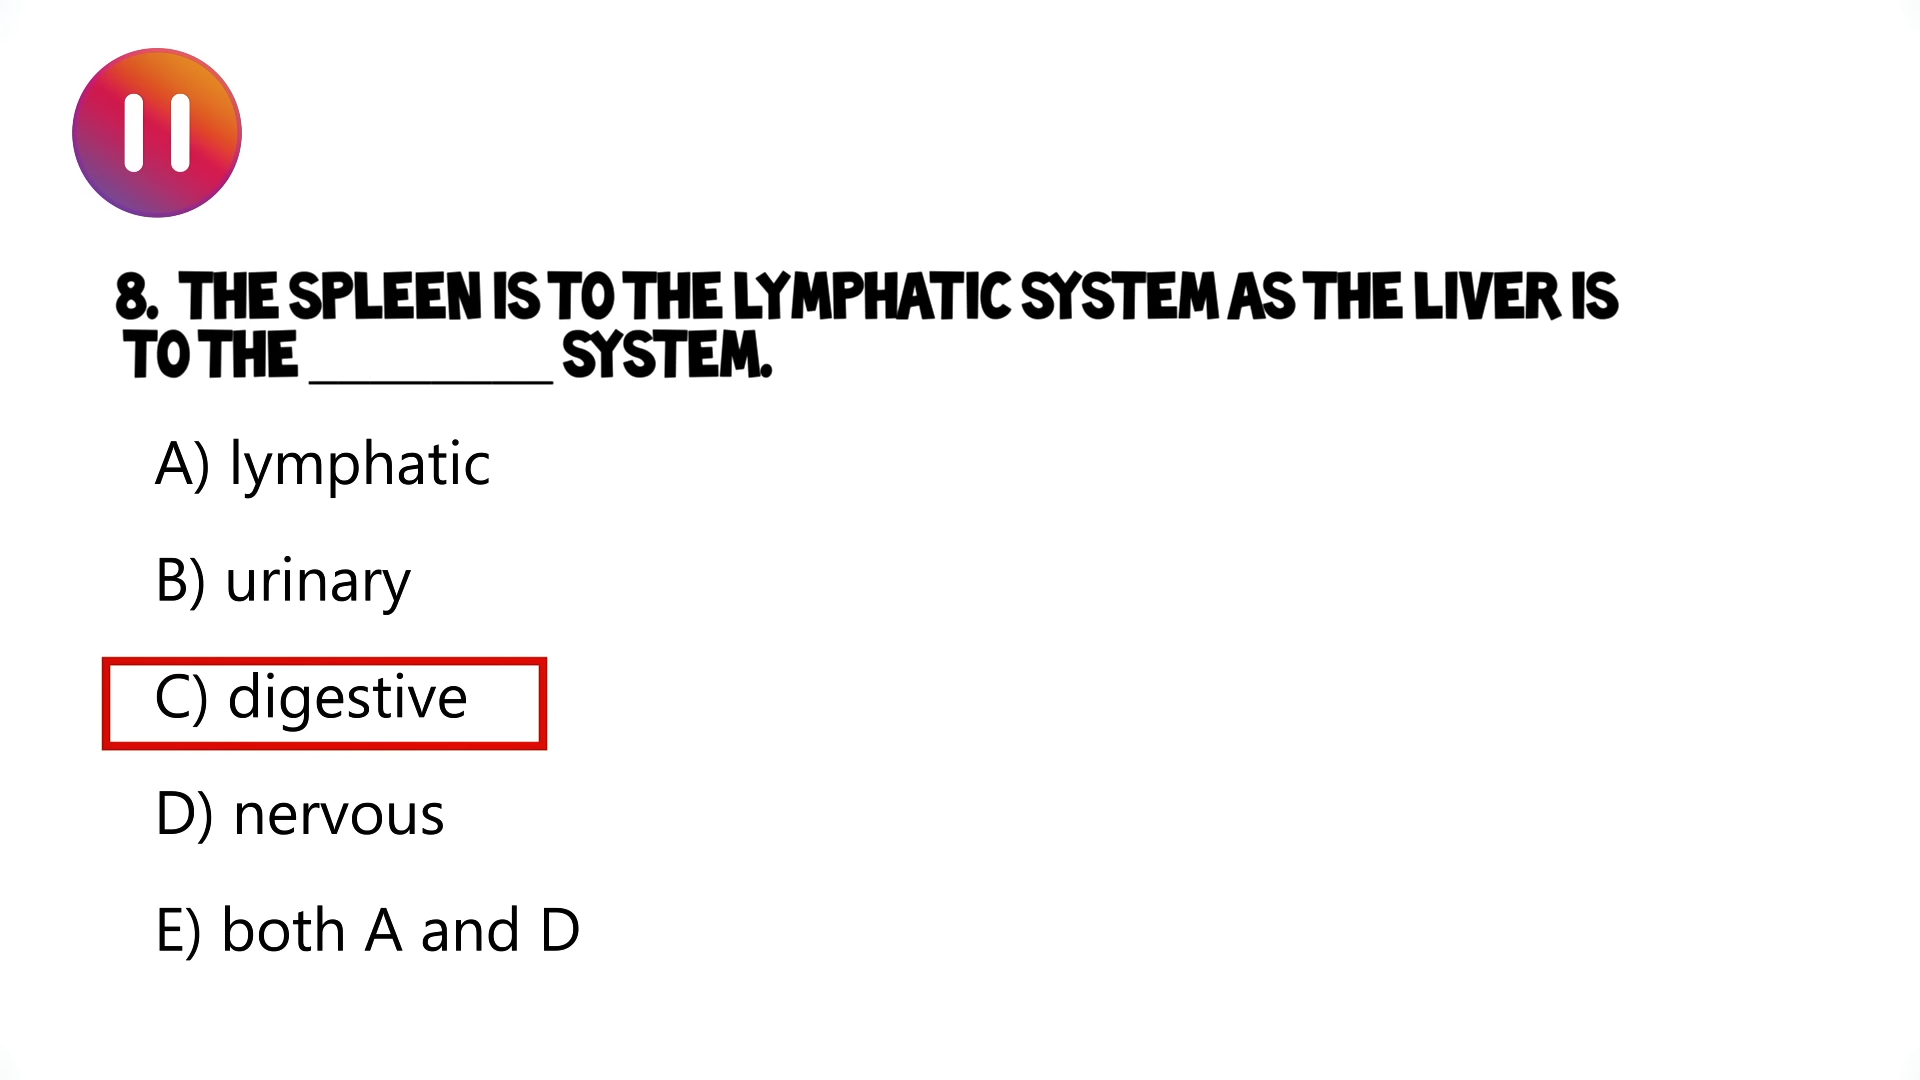 8. THE SPLEEN IS TO THE LYMPHATIC SYSTEM AS THE LIVER IS
TO THE __________ SYSTEM.
A) lymphatic
B) urinary
C) digestive
D) nervous
E) both A and D